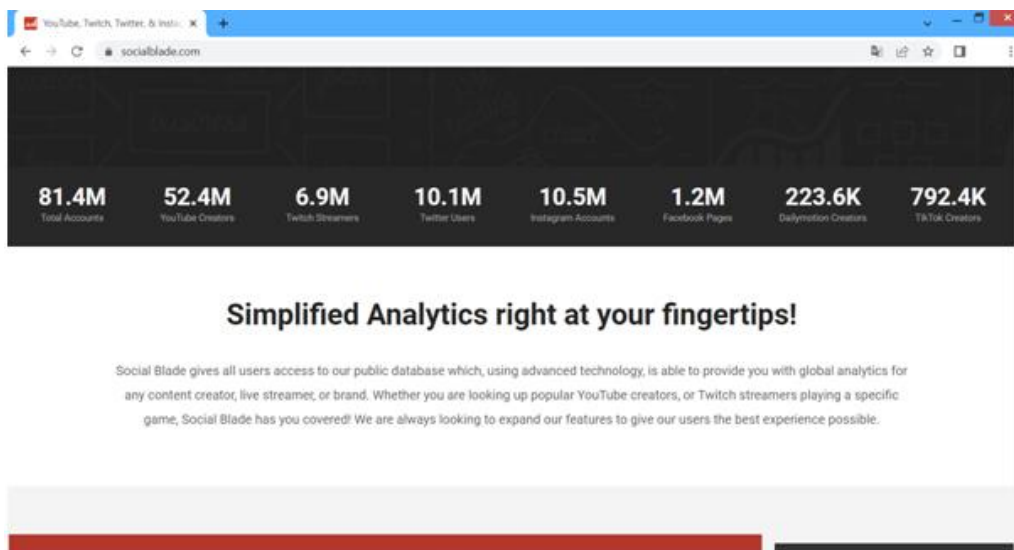 YouTube, Twitch, Twitter, & Insta
socialblade.com
81.4M 52.4M 6.9M 10.1M 10.5M 1.2M 223.6K 792.4K
Total Accounts YouTube Creators Twitch Streamers Twitter Users Instagram Accounts Facebook Pages Dailymotion Creators TikTok Creators
Simplified Analytics right at your fingertips!
Social Blade gives all users access to our public database which, using advanced technology, is able to provide you with global analytics for
any content creator, live streamer, or brand. Whether you are looking up popular YouTube creators, or Twitch streamers playing a specific
game, Social Blade has you covered! We are always looking to expand our features to give our users the best experience possible.